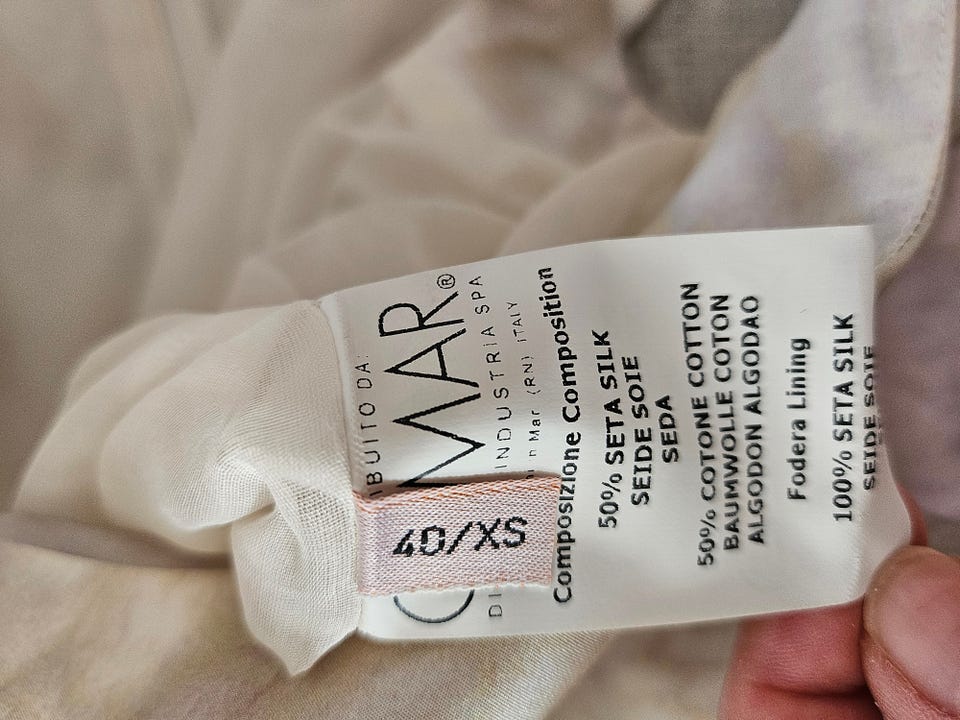 IBUITO DA:
MAR®
INDUSTRIA SPA
Mar (RN) ITALY
40/XS
Composizione Composition
50% SETA SILK
SEIDE SOIE
SEDA
50% COTONE COTTON
BAUMWOLLE COTON
ALGODON ALGODAO
Fodera Lining
100% SETA SILK
SEIDE SOIE